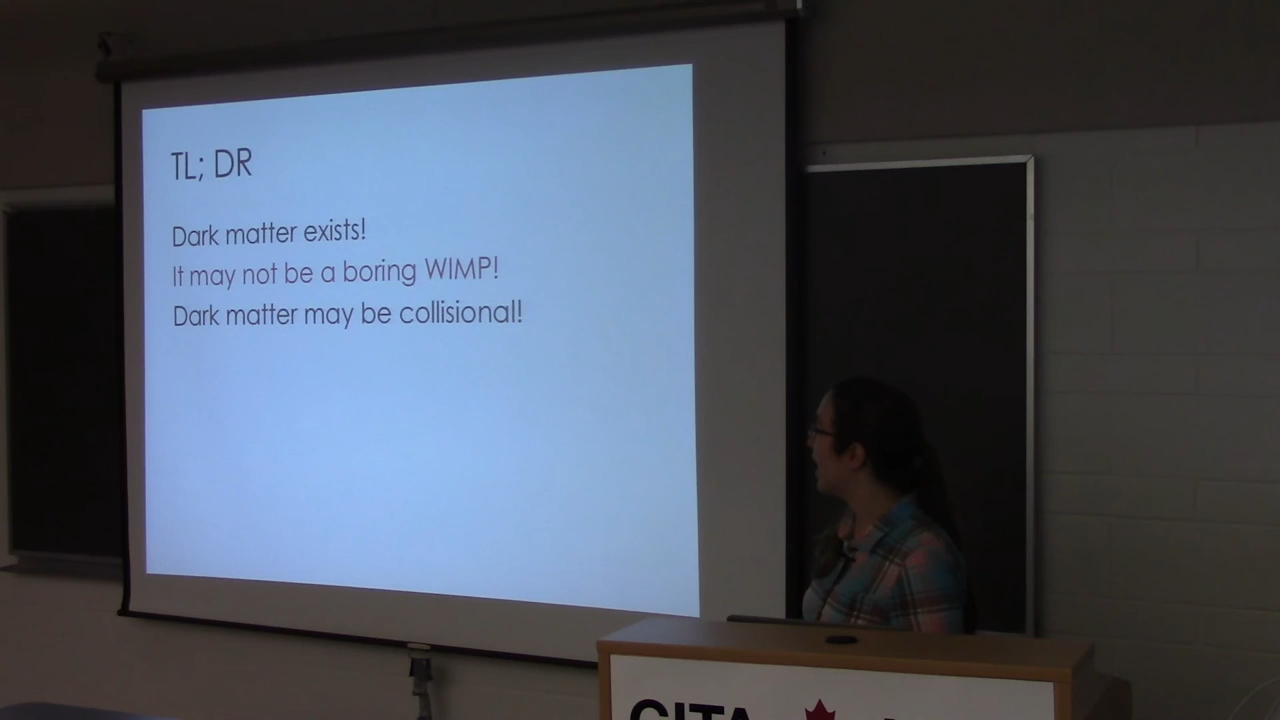 TL; DR
Dark matter exists!
It may not be a boring WIMP!
Dark matter may be collisional!
CITA